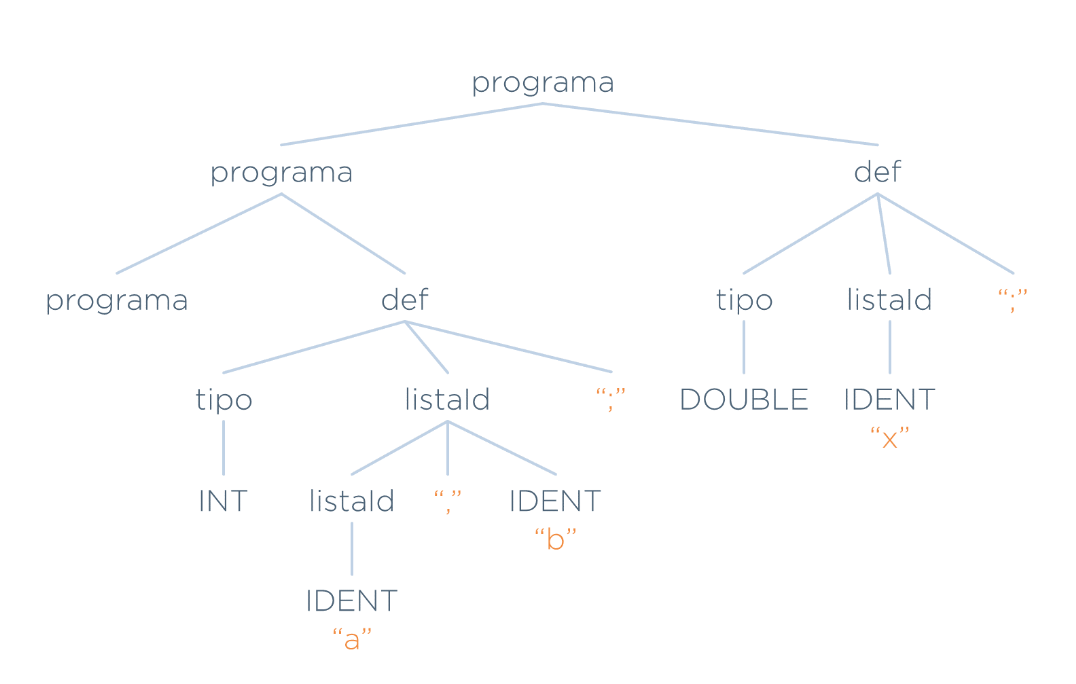 programa
programa def
programa def tipo listaId “;”
tipo listaId “;” DOUBLE IDENT
“x”
INT listaId “,” IDENT
“b”
IDENT
“a”